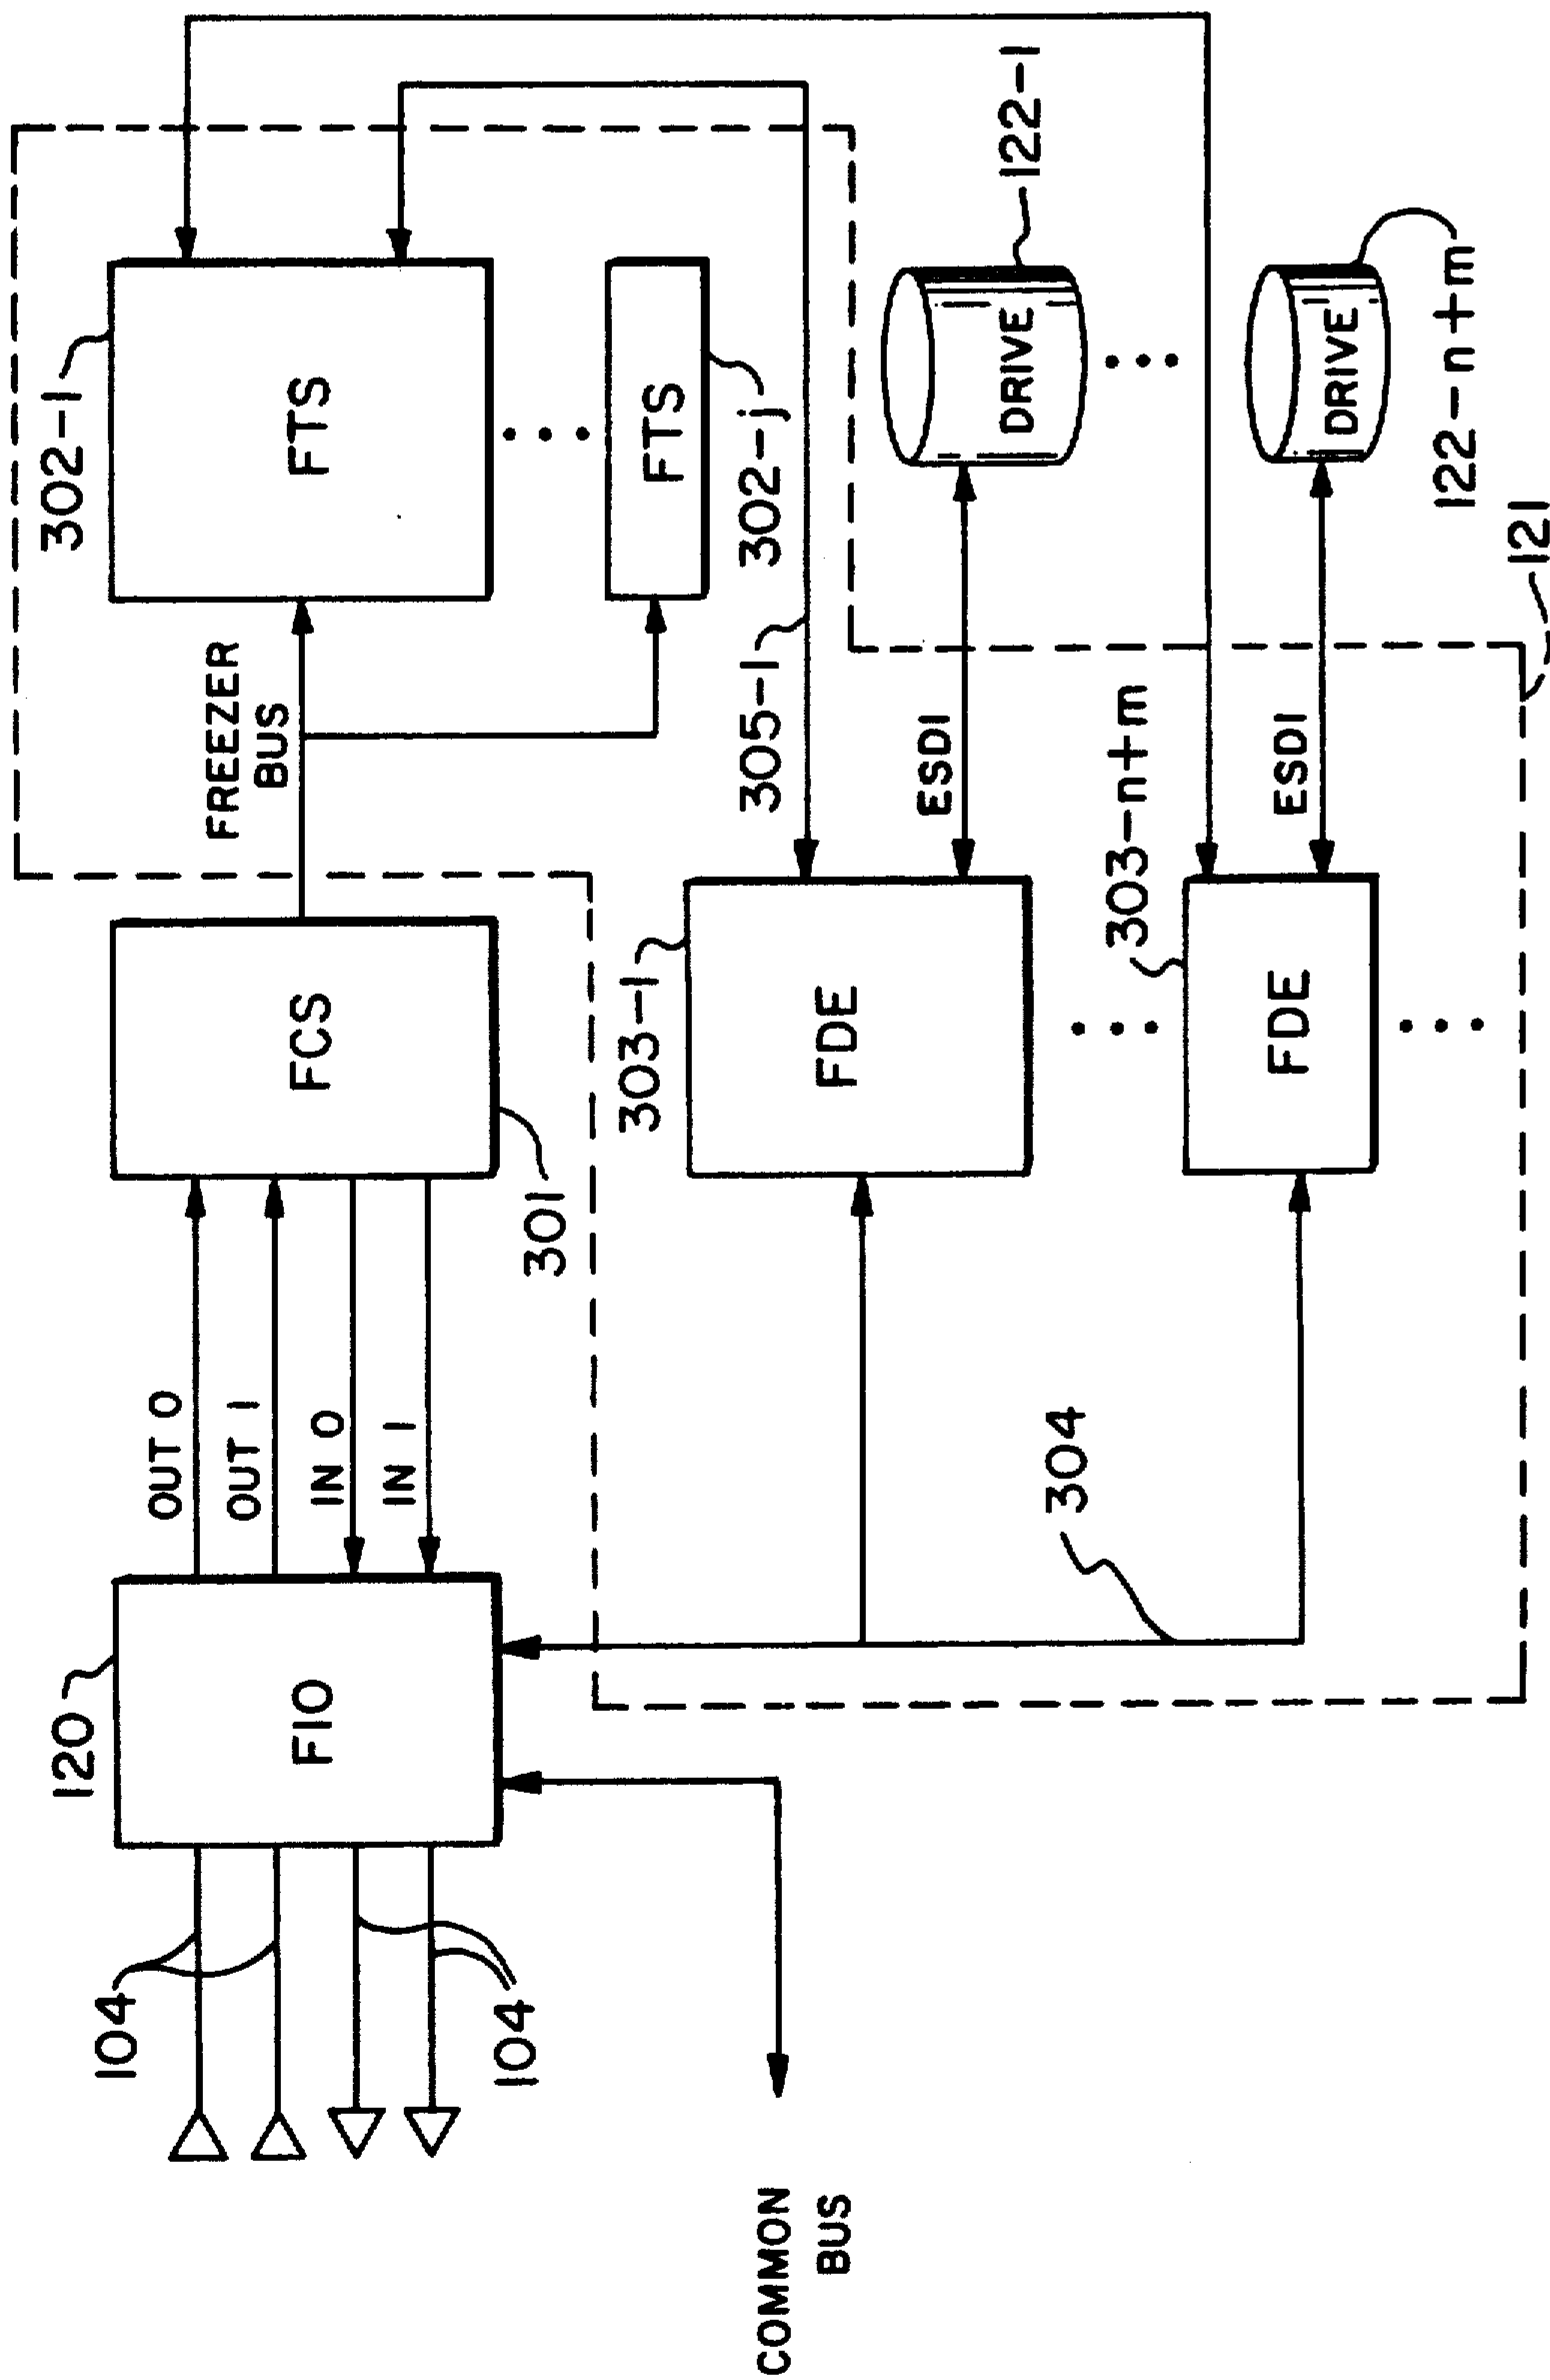 302-1
FTS
FREEZER
BUS
FCS
OUT 0
OUT 1
IN 0
IN 1
301
120
FIO
104
104
FTS
302-j
305-1
303-1
FDE
ESDI
DRIVE
122-1
303-n+m
FDE
ESDI
DRIVE
122-n+m
304
121
COMMON
BUS